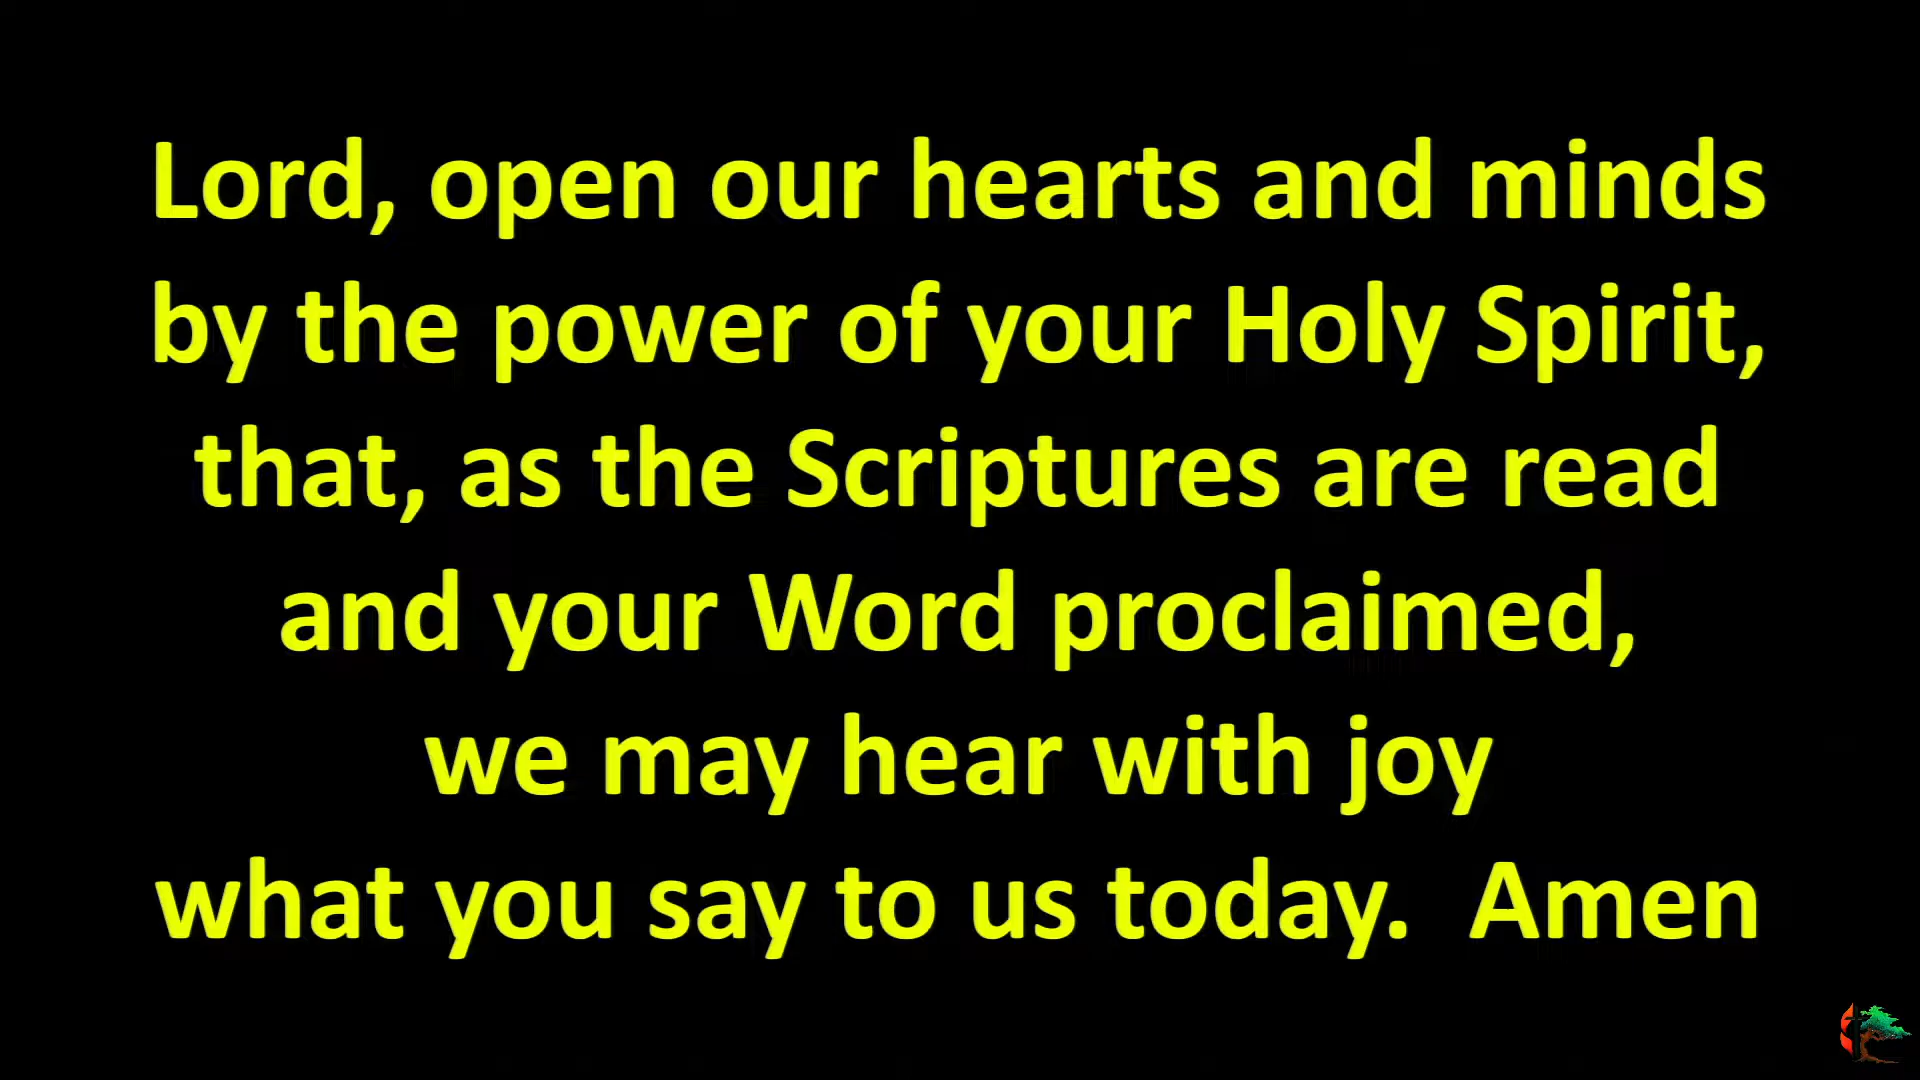 Lord, open our hearts and minds
by the power of your Holy Spirit,
that, as the Scriptures are read
and your Word proclaimed,
we may hear with joy
what you say to us today.  Amen